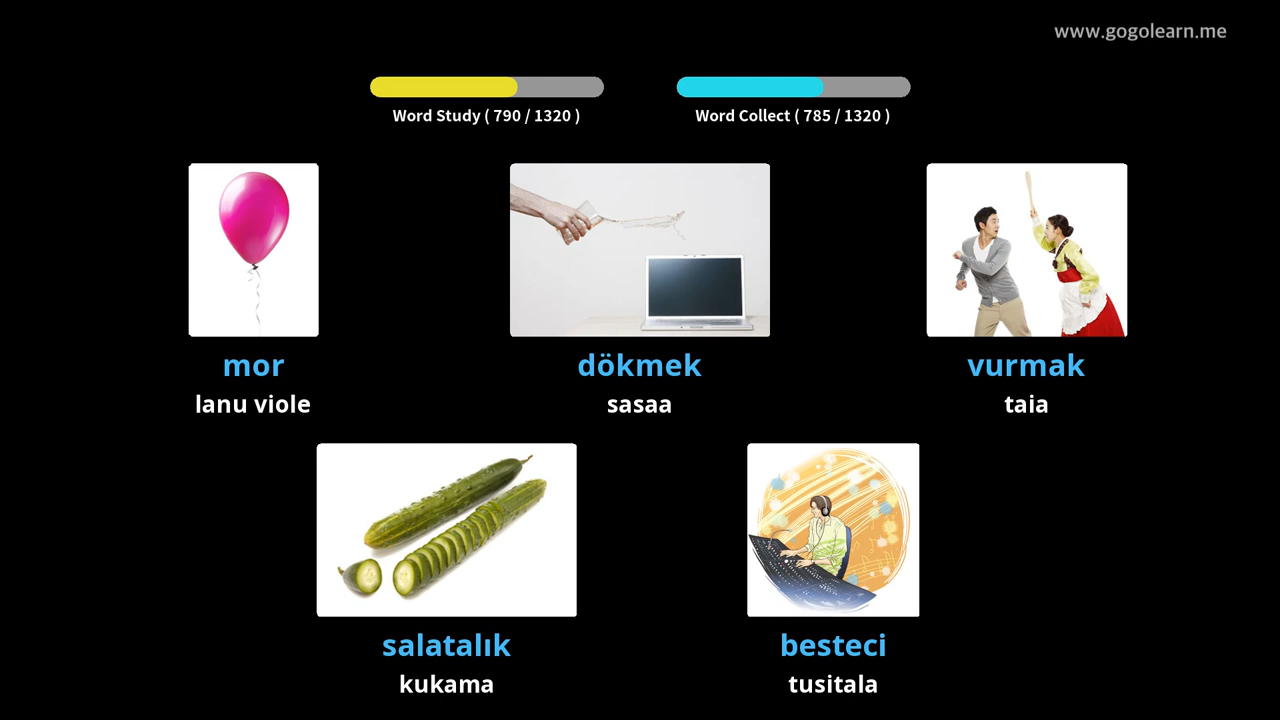 www.gogolearn.me
Word Study ( 790 / 1320 )
Word Collect ( 785 / 1320 )
mor
lanu viole
dökmek
sasaa
vurmak
taia
salatalık
kukama
besteci
tusitala